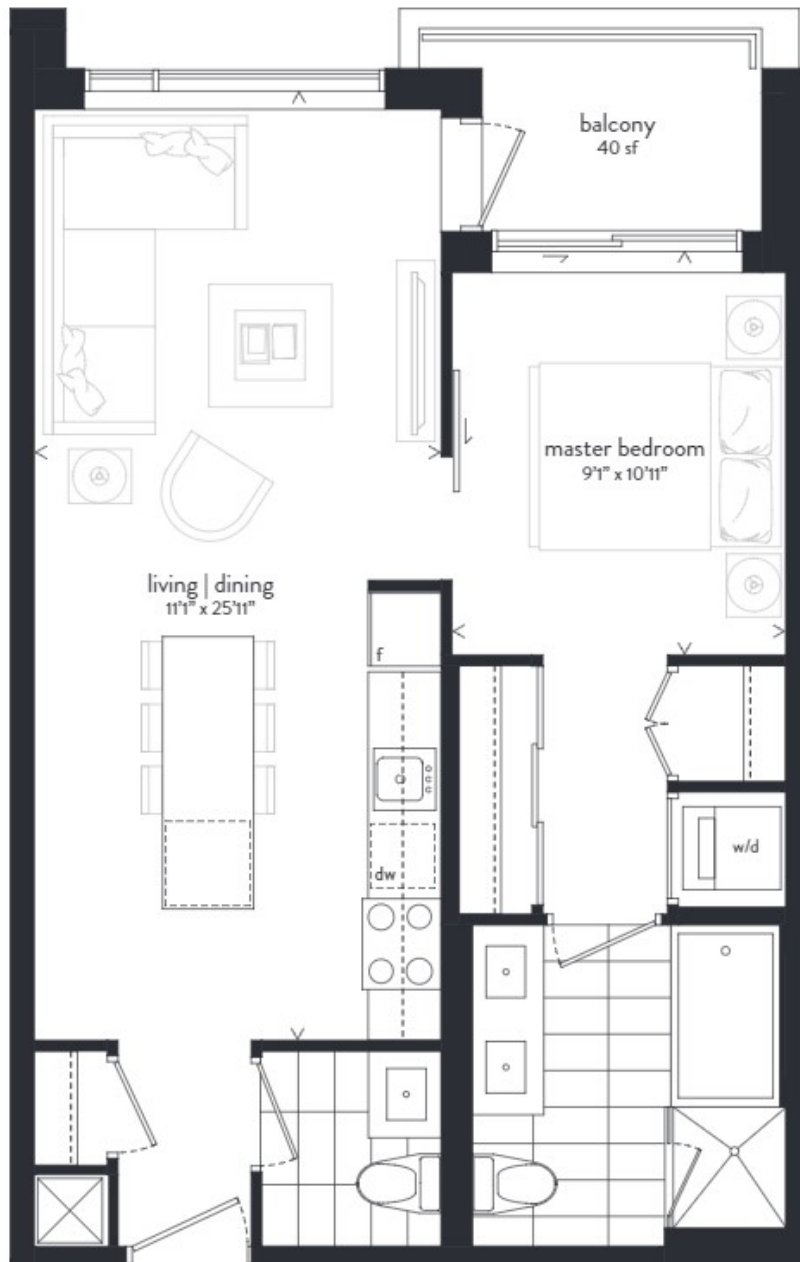 balcony
40 sf
master bedroom
9'1" x 10'11"
living | dining
11'1" x 25'11"
f
dw
w/d